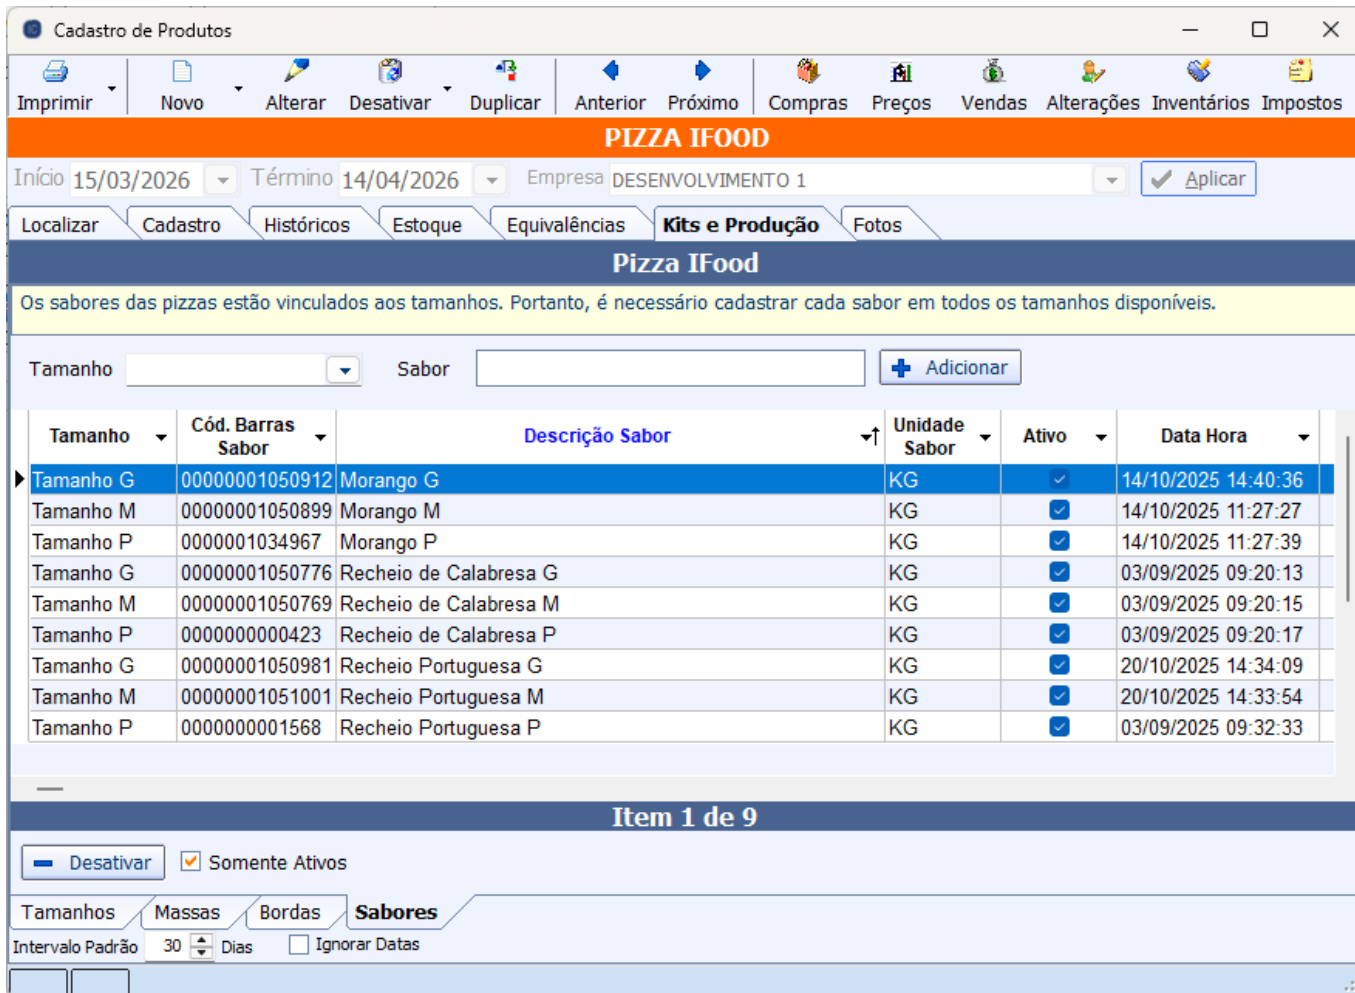 Cadastro de Produtos
Imprimir Novo Alterar Desativar Duplicar Anterior Próximo Compras Preços Vendas Alterações Inventários Impostos
PIZZA IFOOD
Início 15/03/2026 Término 14/04/2026 Empresa DESENVOLVIMENTO 1 Aplicar
Localizar Cadastro Históricos Estoque Equivalências Kits e Produção Fotos
Pizza IFood
Os sabores das pizzas estão vinculados aos tamanhos. Portanto, é necessário cadastrar cada sabor em todos os tamanhos disponíveis.
Tamanho Sabor Adicionar
Tamanho Cód. Barras Sabor Descrição Sabor Unidade Sabor Ativo Data Hora
Tamanho G 00000001050912 Morango G KG 14/10/2025 14:40:36
Tamanho M 00000001050899 Morango M KG 14/10/2025 11:27:27
Tamanho P 0000001034967 Morango P KG 14/10/2025 11:27:39
Tamanho G 00000001050776 Recheio de Calabresa G KG 03/09/2025 09:20:13
Tamanho M 00000001050769 Recheio de Calabresa M KG 03/09/2025 09:20:15
Tamanho P 0000000000423 Recheio de Calabresa P KG 03/09/2025 09:20:17
Tamanho G 00000001050981 Recheio Portuguesa G KG 20/10/2025 14:34:09
Tamanho M 00000001051001 Recheio Portuguesa M KG 20/10/2025 14:33:54
Tamanho P 0000000001568 Recheio Portuguesa P KG 03/09/2025 09:32:33
Item 1 de 9
Desativar Somente Ativos
Tamanhos Massas Bordas Sabores
Intervalo Padrão 30 Dias Ignorar Datas